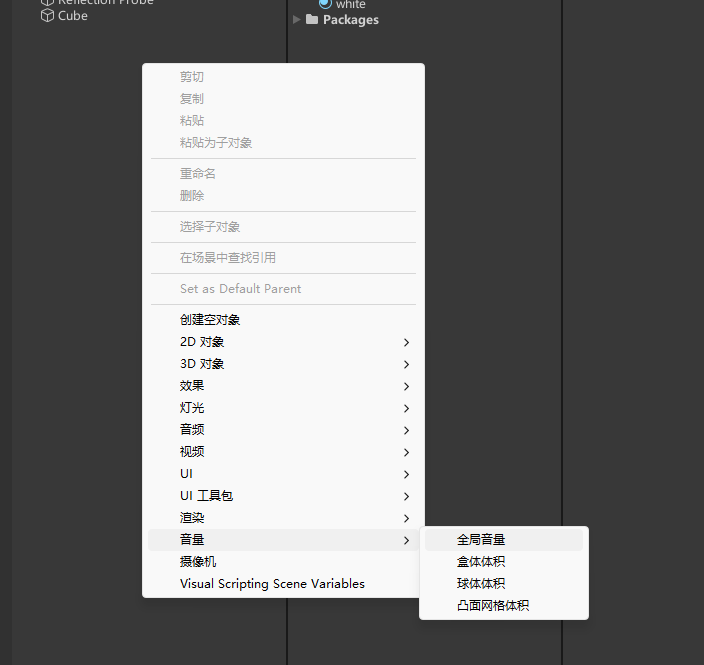 Reflection Probe
Cube
white
Packages
剪切
复制
粘贴
粘贴为子对象
重命名
删除
选择子对象
在场景中查找引用
Set as Default Parent
创建空对象
2D 对象
3D 对象
效果
灯光
音频
视频
UI
UI 工具包
渲染
音量
摄像机
Visual Scripting Scene Variables
全局音量
盒体体积
球体体积
凸面网格体积